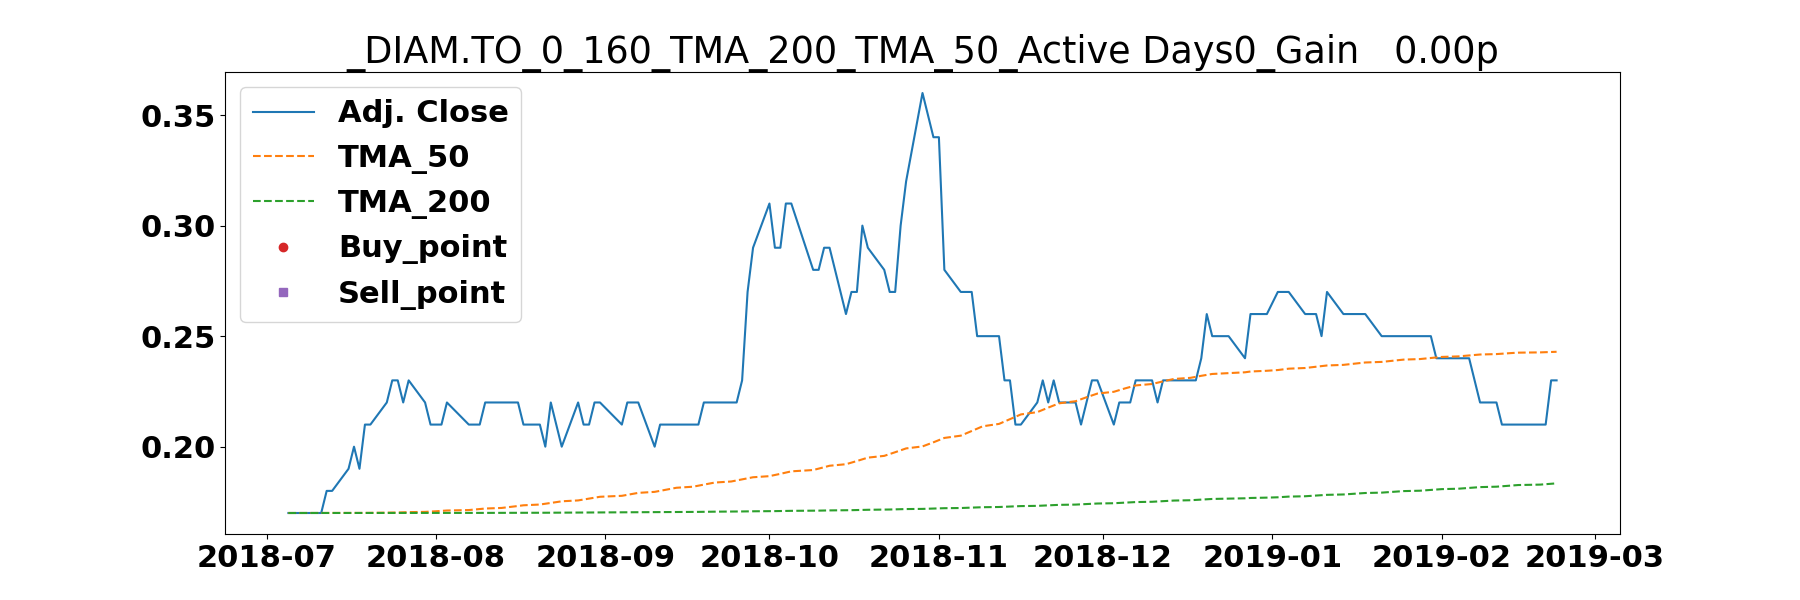 _DIAM.TO_0_160_TMA_200_TMA_50_Active Days0_Gain   0.00p
Adj. Close
TMA_50
TMA_200
Buy_point
Sell_point
0.35
0.30
0.25
0.20
2018-07 2018-08 2018-09 2018-10 2018-11 2018-12 2019-01 2019-02 2019-03